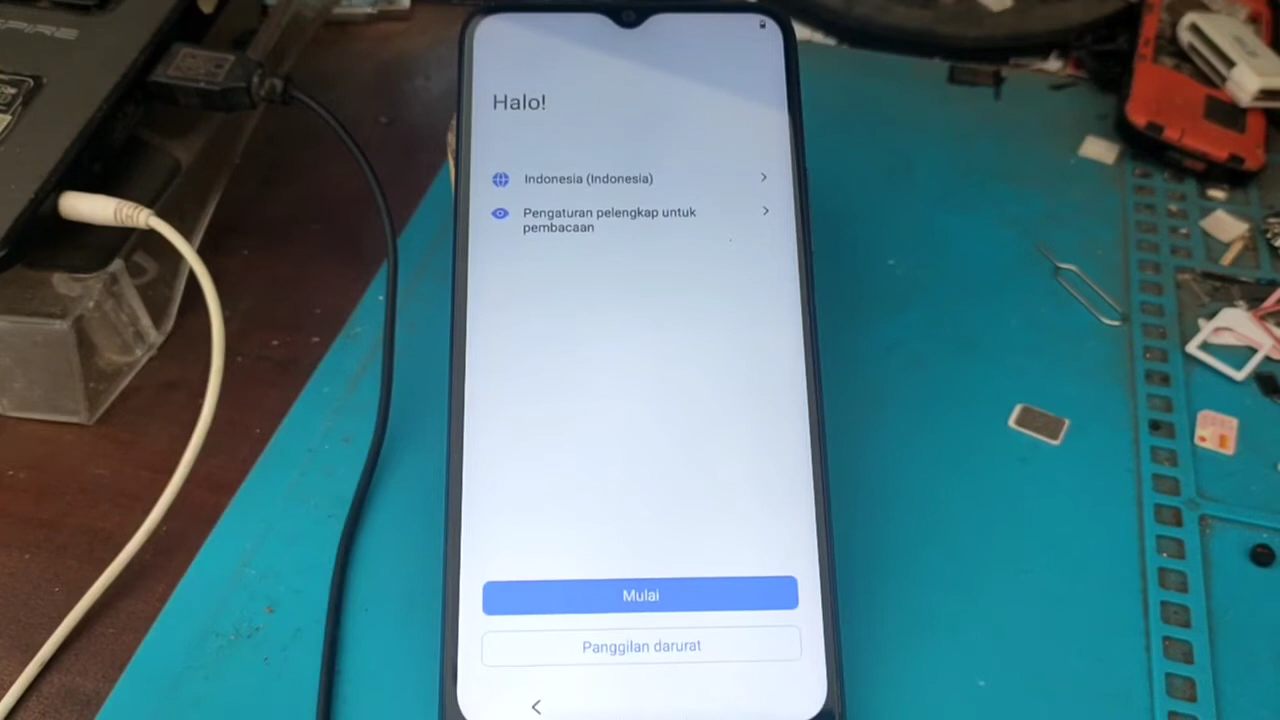 Halo!
Indonesia (Indonesia)
Pengaturan pelengkap untuk
pembacaan
Mulai
Panggilan darurat